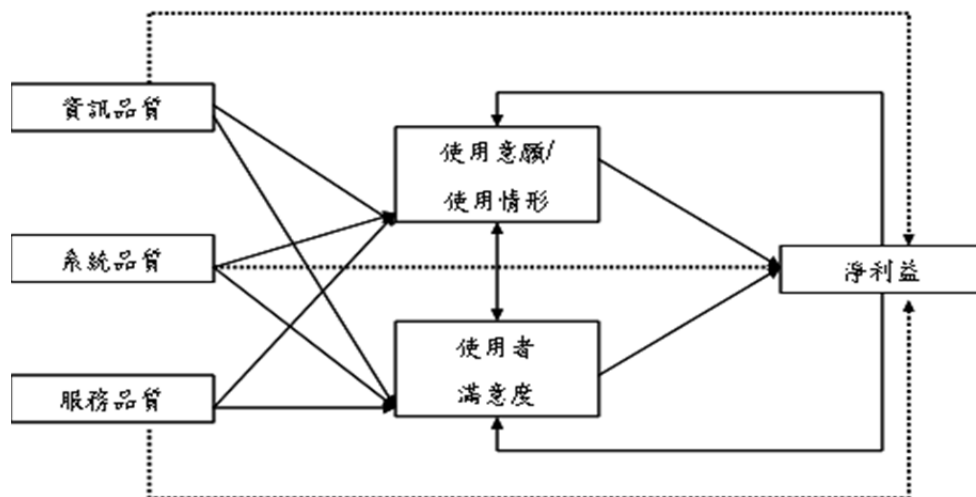 資訊品質
使用意願/
使用情形
系統品質
淨利益
使用者
滿意度
服務品質